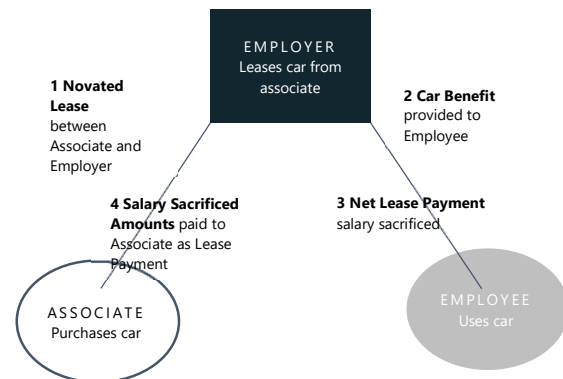 EMPLOYER
Leases car from
associate
1 Novated
Lease
between
Associate and
Employer
2 Car Benefit
provided to
Employee
4 Salary Sacrificed
Amounts paid to
Associate as Lease
Payment
3 Net Lease Payment
salary sacrificed
ASSOCIATE
Purchases car
EMPLOYEE
Uses car